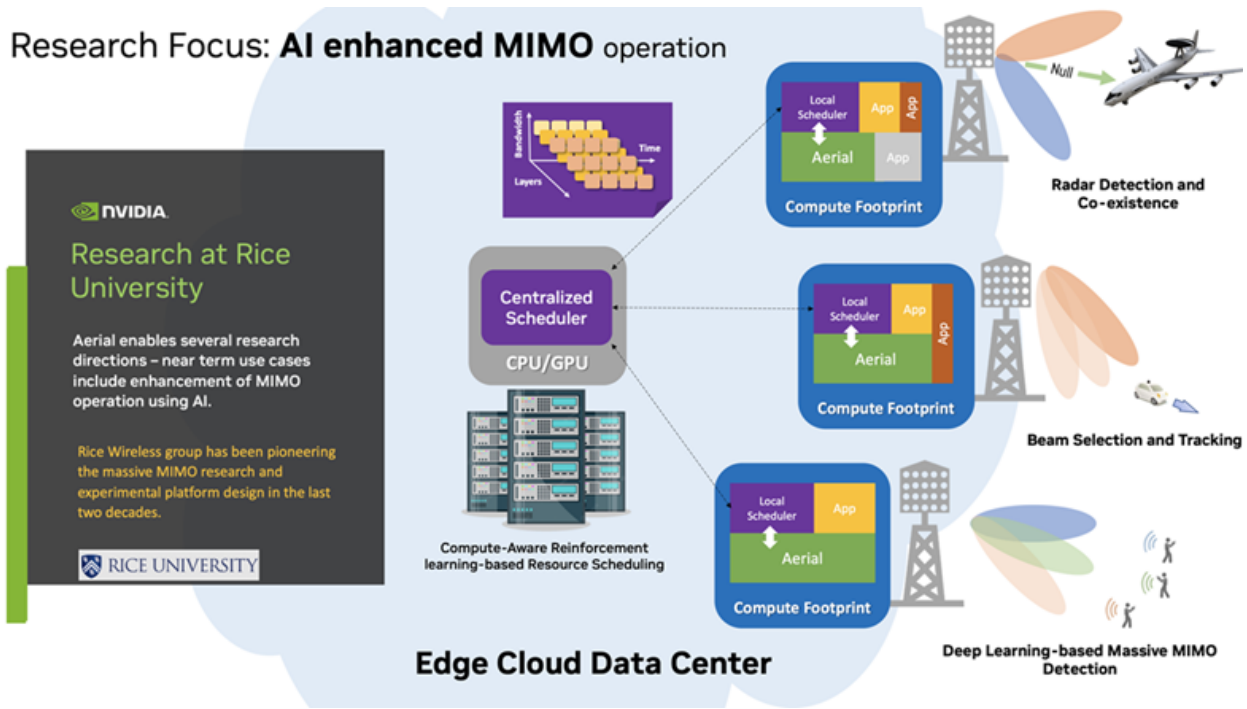 Research Focus: AI enhanced MIMO operation
NVIDIA.
Research at Rice
University
Aerial enables several research
directions – near term use cases
include enhancement of MIMO
operation using AI.
Rice Wireless group has been pioneering
the massive MIMO research and
experimental platform design in the last
two decades.
RICE UNIVERSITY
Bandwidth
Time
Layers
Centralized
Scheduler
CPU/GPU
Compute-Aware Reinforcement
learning-based Resource Scheduling
Local
Scheduler
App
App
Aerial
App
Compute Footprint
Null
Radar Detection and
Co-existence
Local
Scheduler
App
App
Aerial
Compute Footprint
Beam Selection and Tracking
Local
Scheduler
App
Aerial
Compute Footprint
Deep Learning-based Massive MIMO
Detection
Edge Cloud Data Center